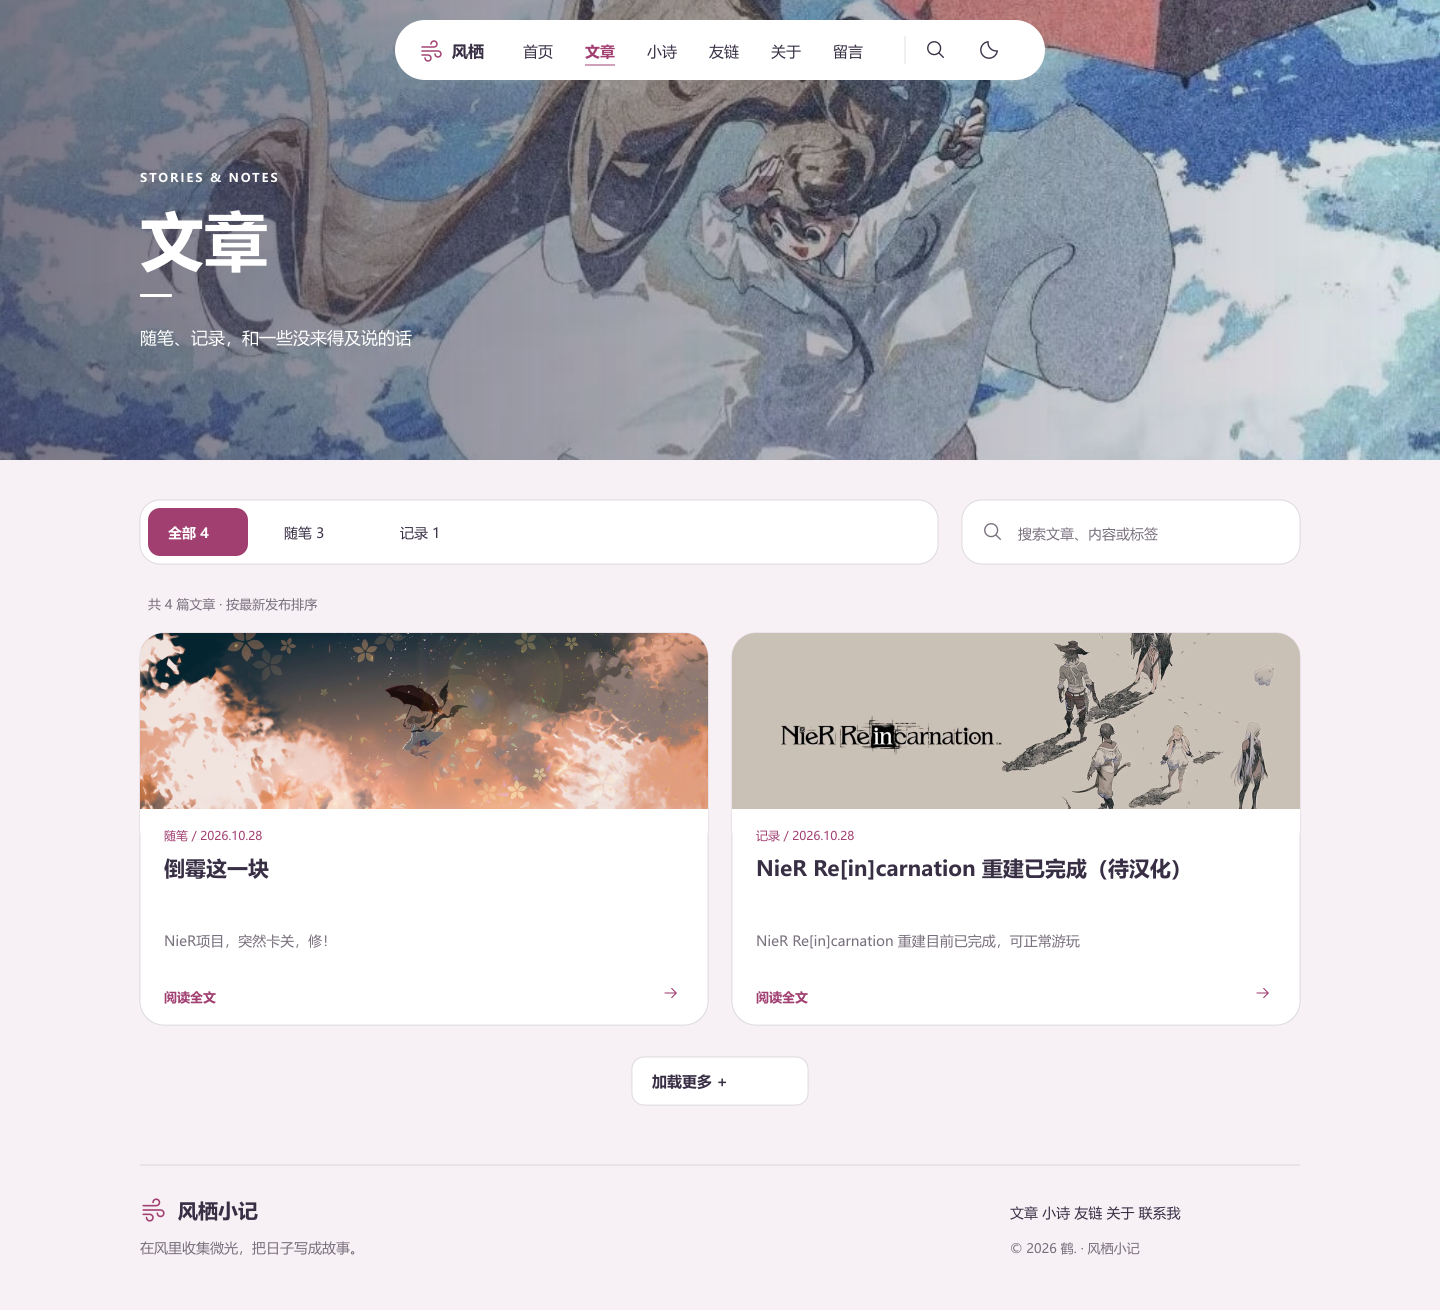 风栖 首页 文章 小诗 友链 关于 留言
STORIES & NOTES
文章
随笔、记录，和一些没来得及说的话
全部 4 随笔 3 记录 1
搜索文章、内容或标签
共 4 篇文章 · 按最新发布排序
NieR Re[in]carnation
随笔 / 2026.10.28
倒霉这一块
NieR项目，突然卡关，修！
阅读全文
记录 / 2026.10.28
NieR Re[in]carnation 重建已完成（待汉化）
NieR Re[in]carnation 重建目前已完成，可正常游玩
阅读全文
加载更多 +
风栖小记
在风里收集微光，把日子写成故事。
文章 小诗 友链 关于 联系我
© 2026 鹤. · 风栖小记